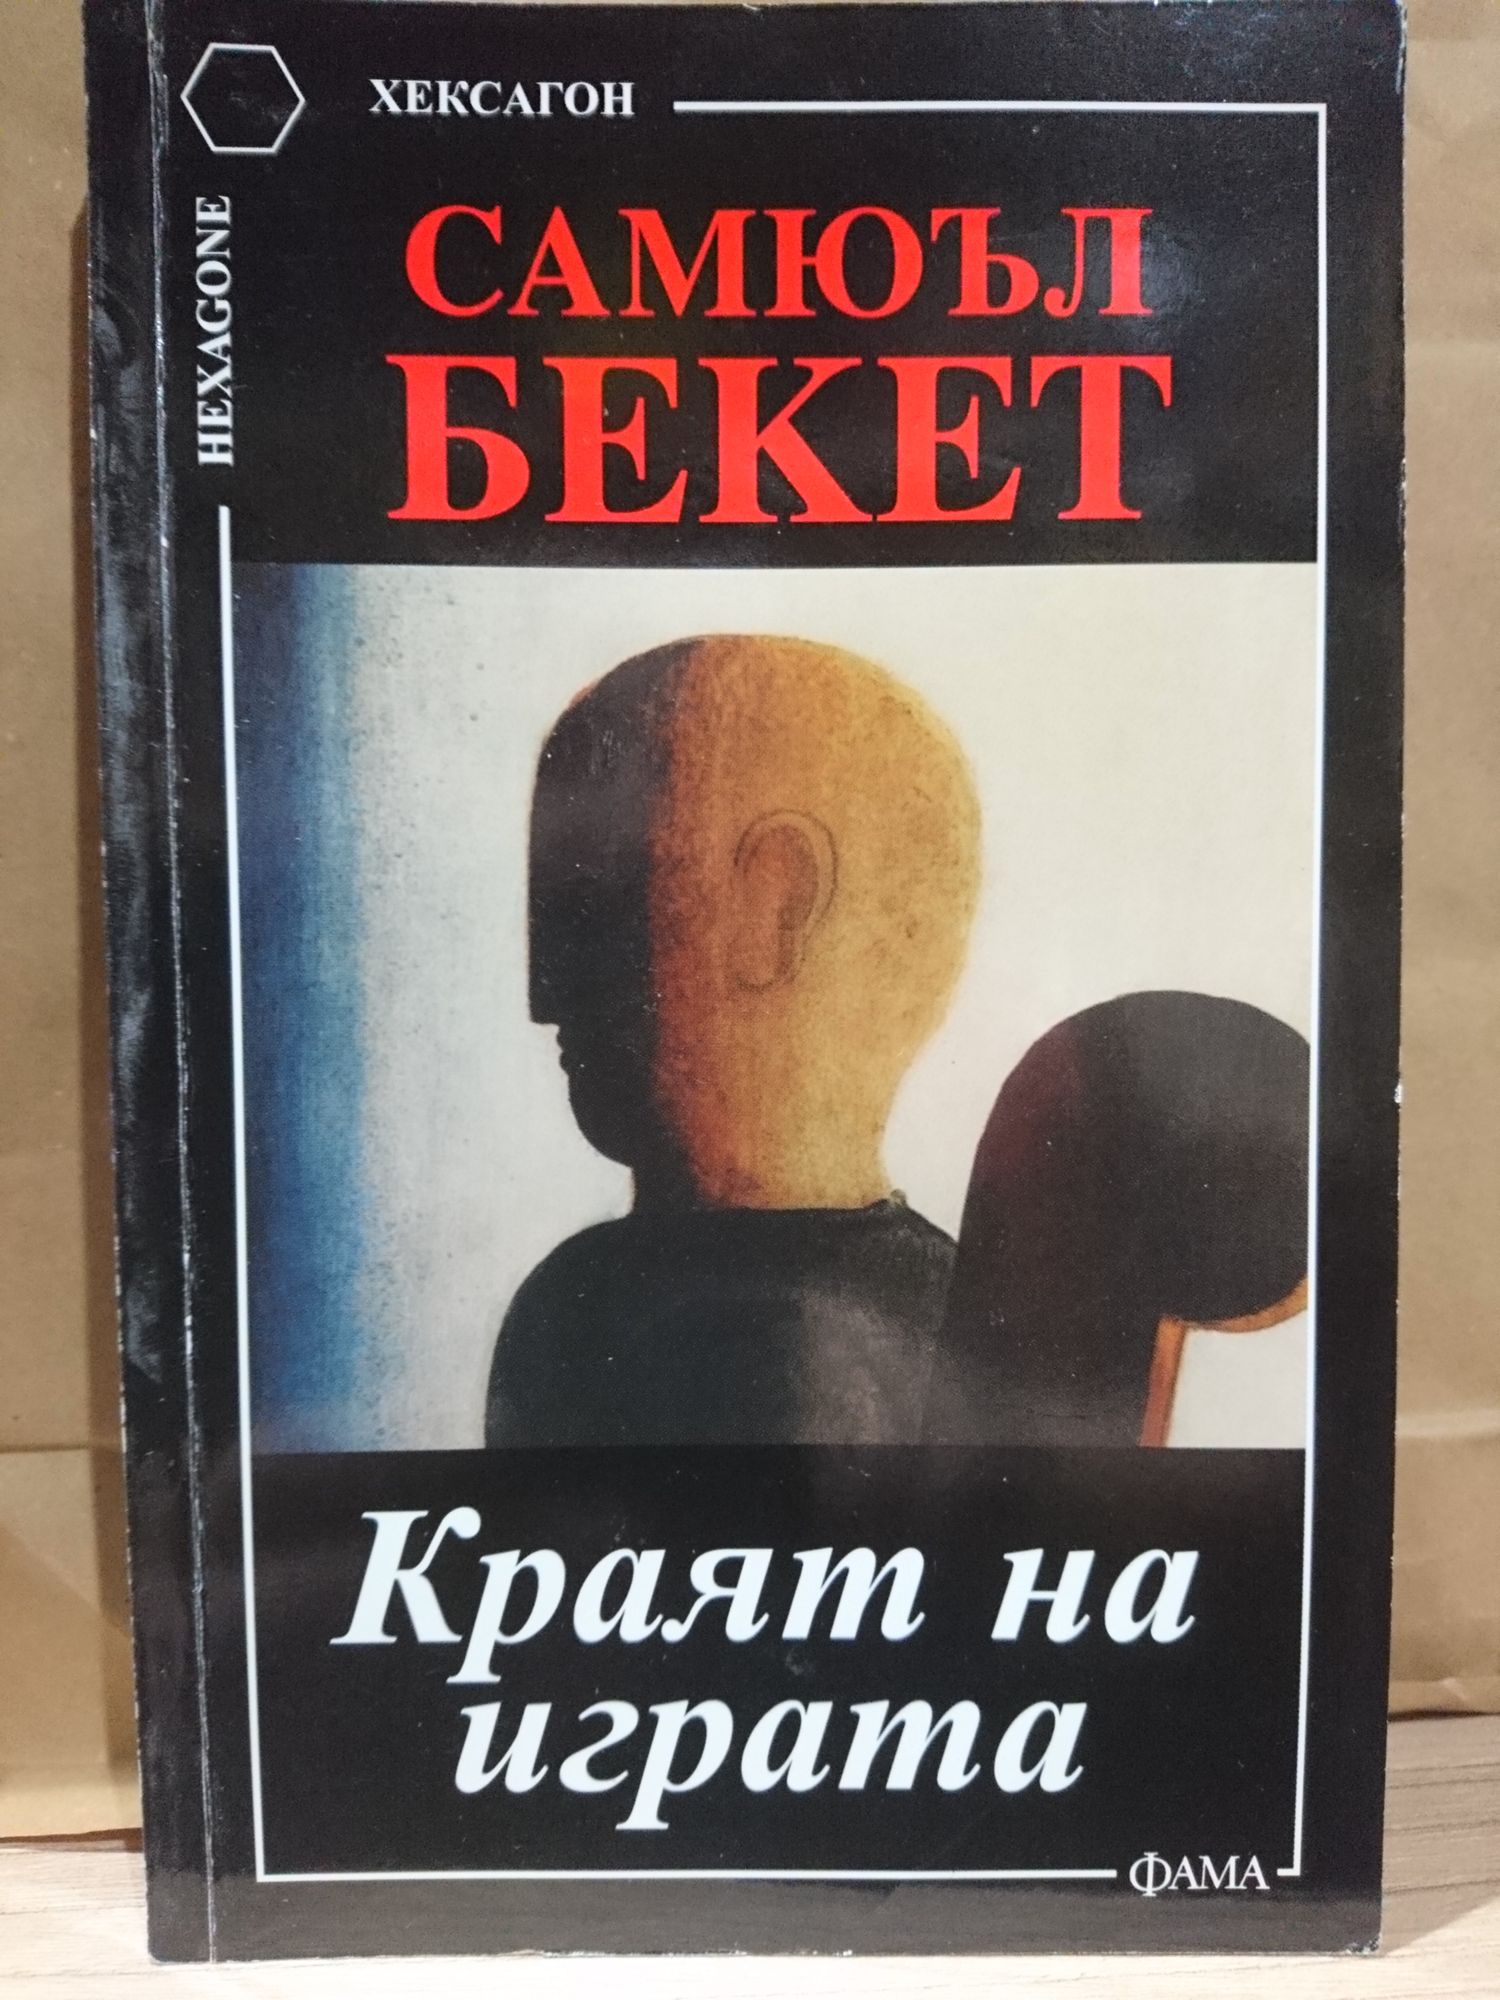 ХЕКСАГОН
HEXAGONE
САМЮЪЛ
БЕКЕТ
Краят на
играта
ФАМА